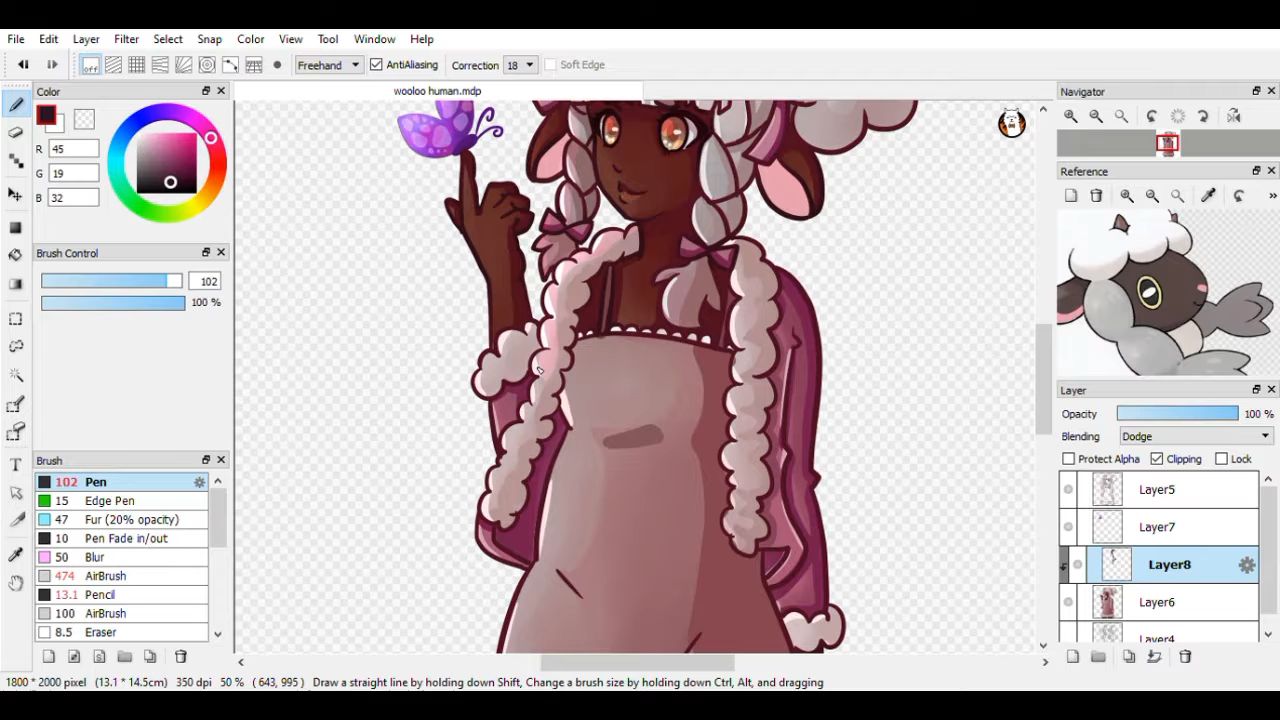 File Edit Layer Filter Select Snap Color View Tool Window Help
off Freehand AntiAliasing Correction 18 Soft Edge
Color
wooloo human.mdp
Navigator
R 45
G 19
B 32
Reference
Brush Control
102
100 %
Layer
Opacity 100 %
Blending Dodge
Protect Alpha Clipping Lock
Brush
102 Pen
15 Edge Pen
47 Fur (20% opacity)
10 Pen Fade in/out
50 Blur
474 AirBrush
13.1 Pencil
100 AirBrush
8.5 Eraser
Layer5
Layer7
Layer8
Layer6
Layer4
1800 * 2000 pixel (13.1 * 14.5cm) 350 dpi 50 % ( 643, 995 ) Draw a straight line by holding down Shift, Change a brush size by holding down Ctrl, Alt, and dragging